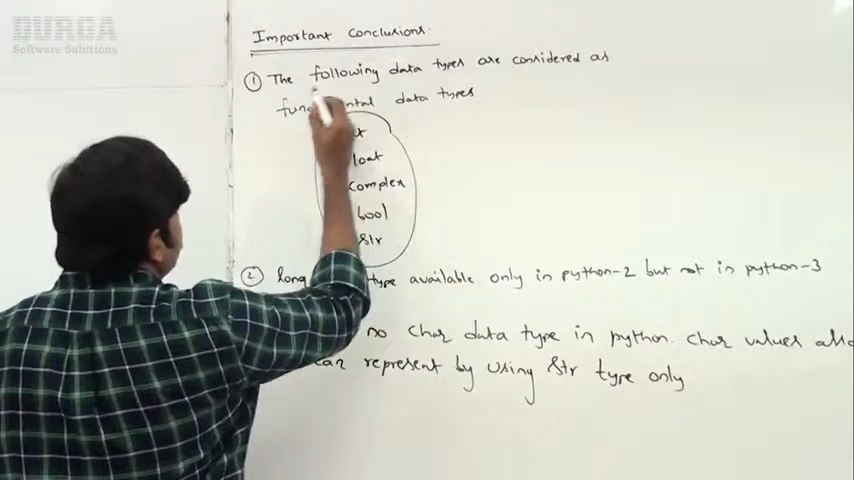 DURGA
Software Solutions
Important Conclusions:
① The following data types are considered as
data types
complex
bool
str
② long type available only in python-2 but not in python-3
no char data type in python. char values
represent by using str type only